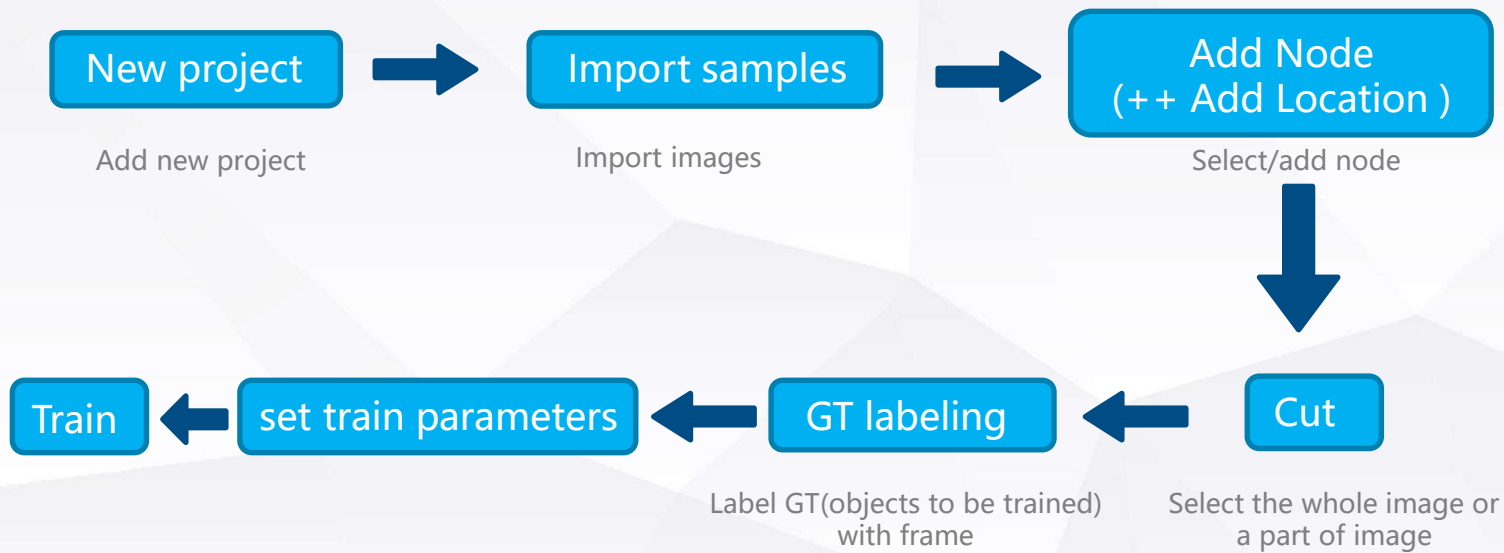 New project
Add new project
Import samples
Import images
Add Node
(++ Add Location )
Select/add node
Cut
Select the whole image or
a part of image
GT labeling
Label GT(objects to be trained)
with frame
set train parameters
Train